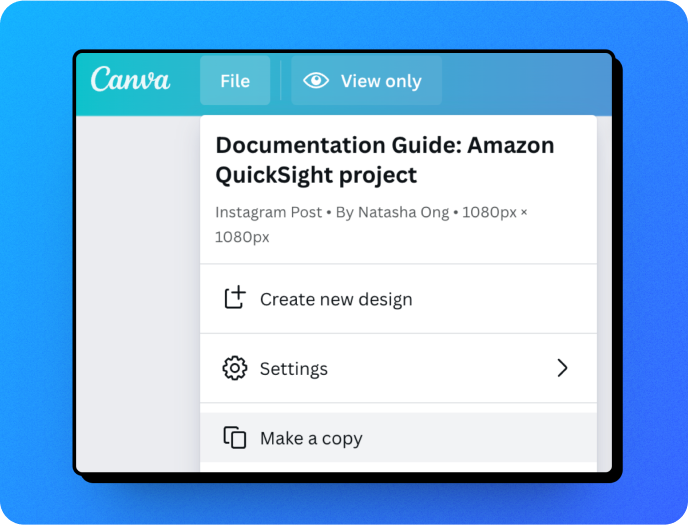 Canva
File
View only
Documentation Guide: Amazon
QuickSight project
Instagram Post • By Natasha Ong • 1080px ×
1080px
Create new design
Settings
Make a copy